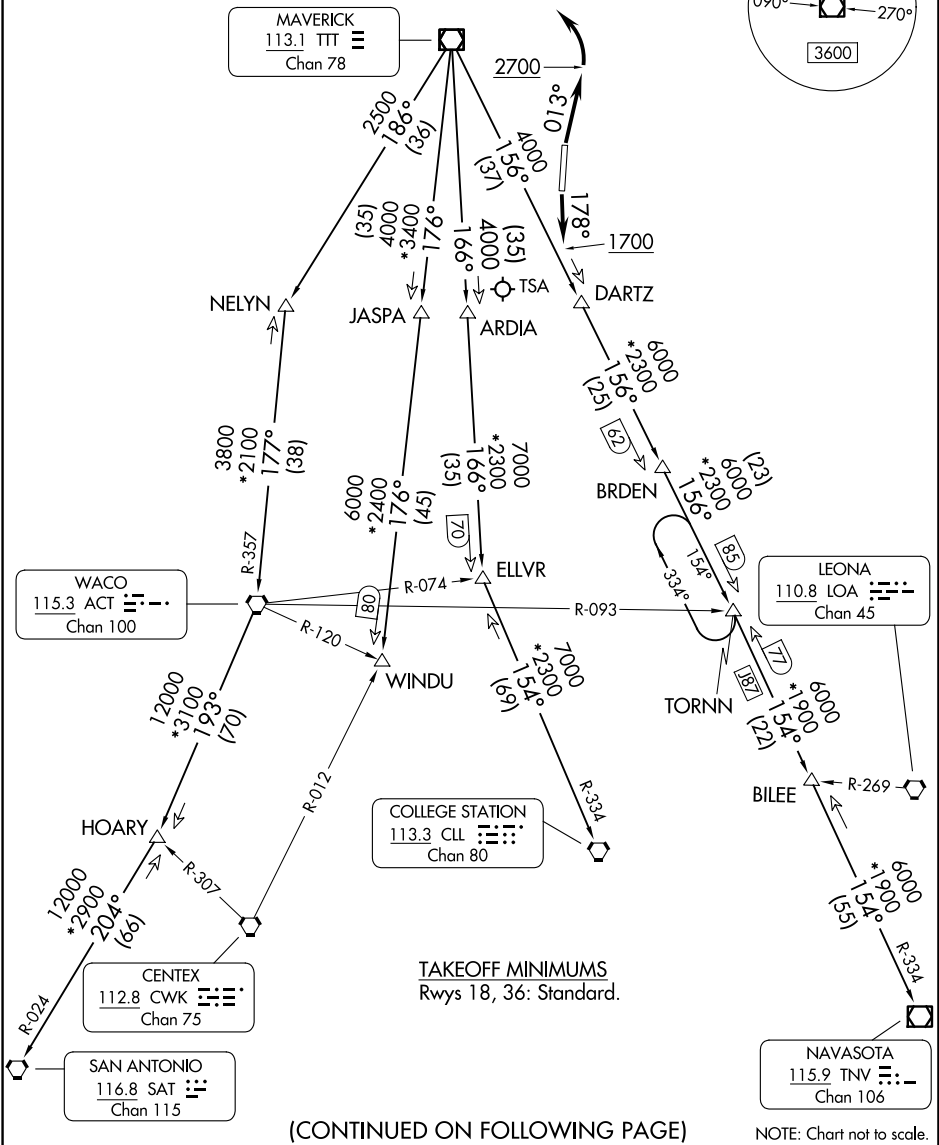 MAVERICK
113.1 TTT
Chan 78
090°
270°
3600
2700
013°
178°
1700
2500
186°
(36)
4000
*3400
176°
(35)
4000
166°
(35)
4000
156°
(37)
TSA
NELYN
JASPA
ARDIA
DARTZ
6000
*2300
156°
(25)
62
BRDEN
6000
*2300
156°
(23)
85
154°
334°
3800
*2100
177°
(38)
6000
*2400
176°
(45)
7000
*2300
166°
(35)
70
80
R-357
WACO
115.3 ACT
Chan 100
R-074
ELLVR
R-093
R-120
WINDU
LEONA
110.8 LOA
Chan 45
TORNN
77
J87
6000
*1900
154°
(22)
12000
*3100
193°
(70)
7000
*2300
154°
(69)
R-012
R-334
BILEE
R-269
HOARY
COLLEGE STATION
113.3 CLL
Chan 80
R-307
6000
*1900
154°
(55)
R-334
12000
*2900
204°
(66)
R-024
CENTEX
112.8 CWK
Chan 75
TAKEOFF MINIMUMS
Rwys 18, 36: Standard.
SAN ANTONIO
116.8 SAT
Chan 115
NAVASOTA
115.9 TNV
Chan 106
(CONTINUED ON FOLLOWING PAGE)
NOTE: Chart not to scale.